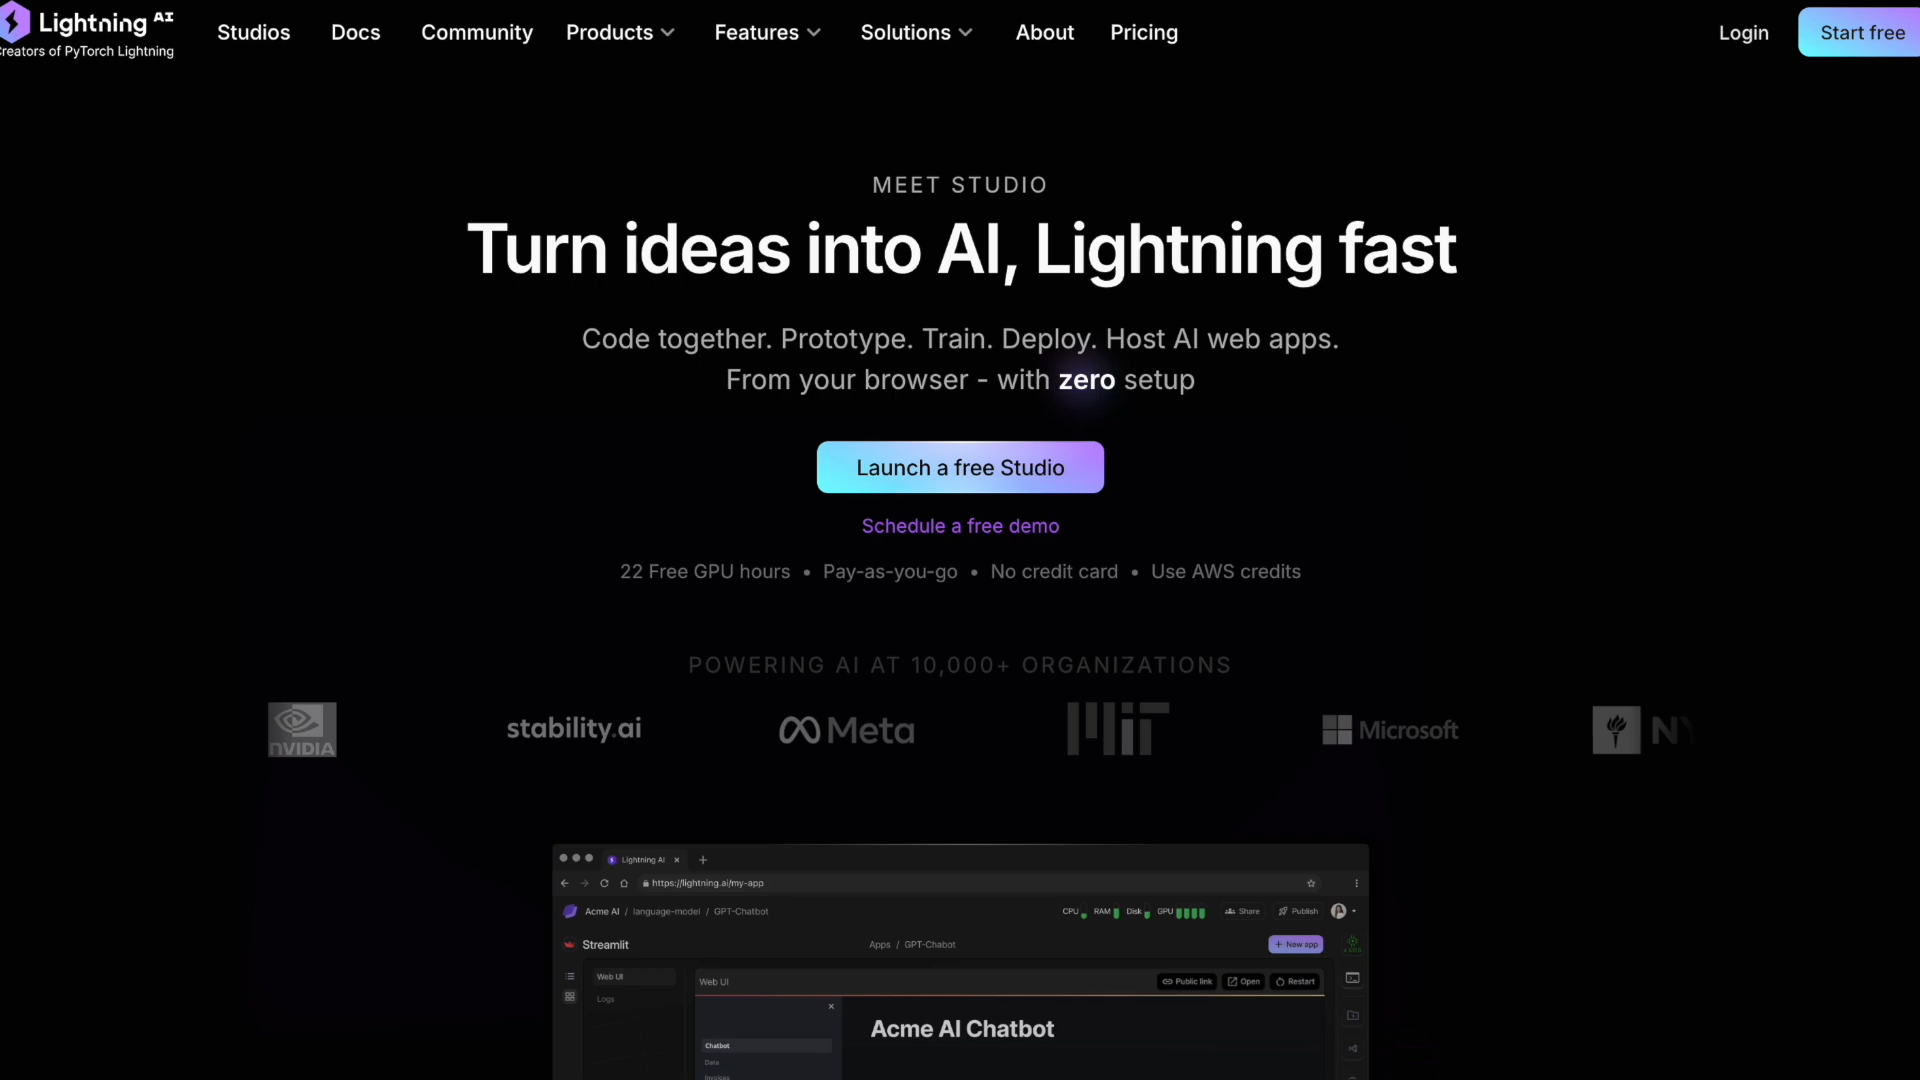 Lightning AI
Creators of PyTorch Lightning
Studios
Docs
Community
Products
Features
Solutions
About
Pricing
Login
Start free
MEET STUDIO
Turn ideas into AI, Lightning fast
Code together. Prototype. Train. Deploy. Host AI web apps.
From your browser - with zero setup
Launch a free Studio
Schedule a free demo
22 Free GPU hours • Pay-as-you-go • No credit card • Use AWS credits
POWERING AI AT 10,000+ ORGANIZATIONS
NVIDIA
stability.ai
Meta
MIT
Microsoft
NY
Lightning AI
https://lightning.ai/my-app
Acme AI / language-model / GPT-Chatbot
CPU
RAM
Disk
GPU
Share
Publish
Streamlit
Apps / GPT-Chabot
+ New app
Web UI
Logs
Web UI
Public link
Open
Restart
Acme AI Chatbot
Chatbot
Data
Invoices